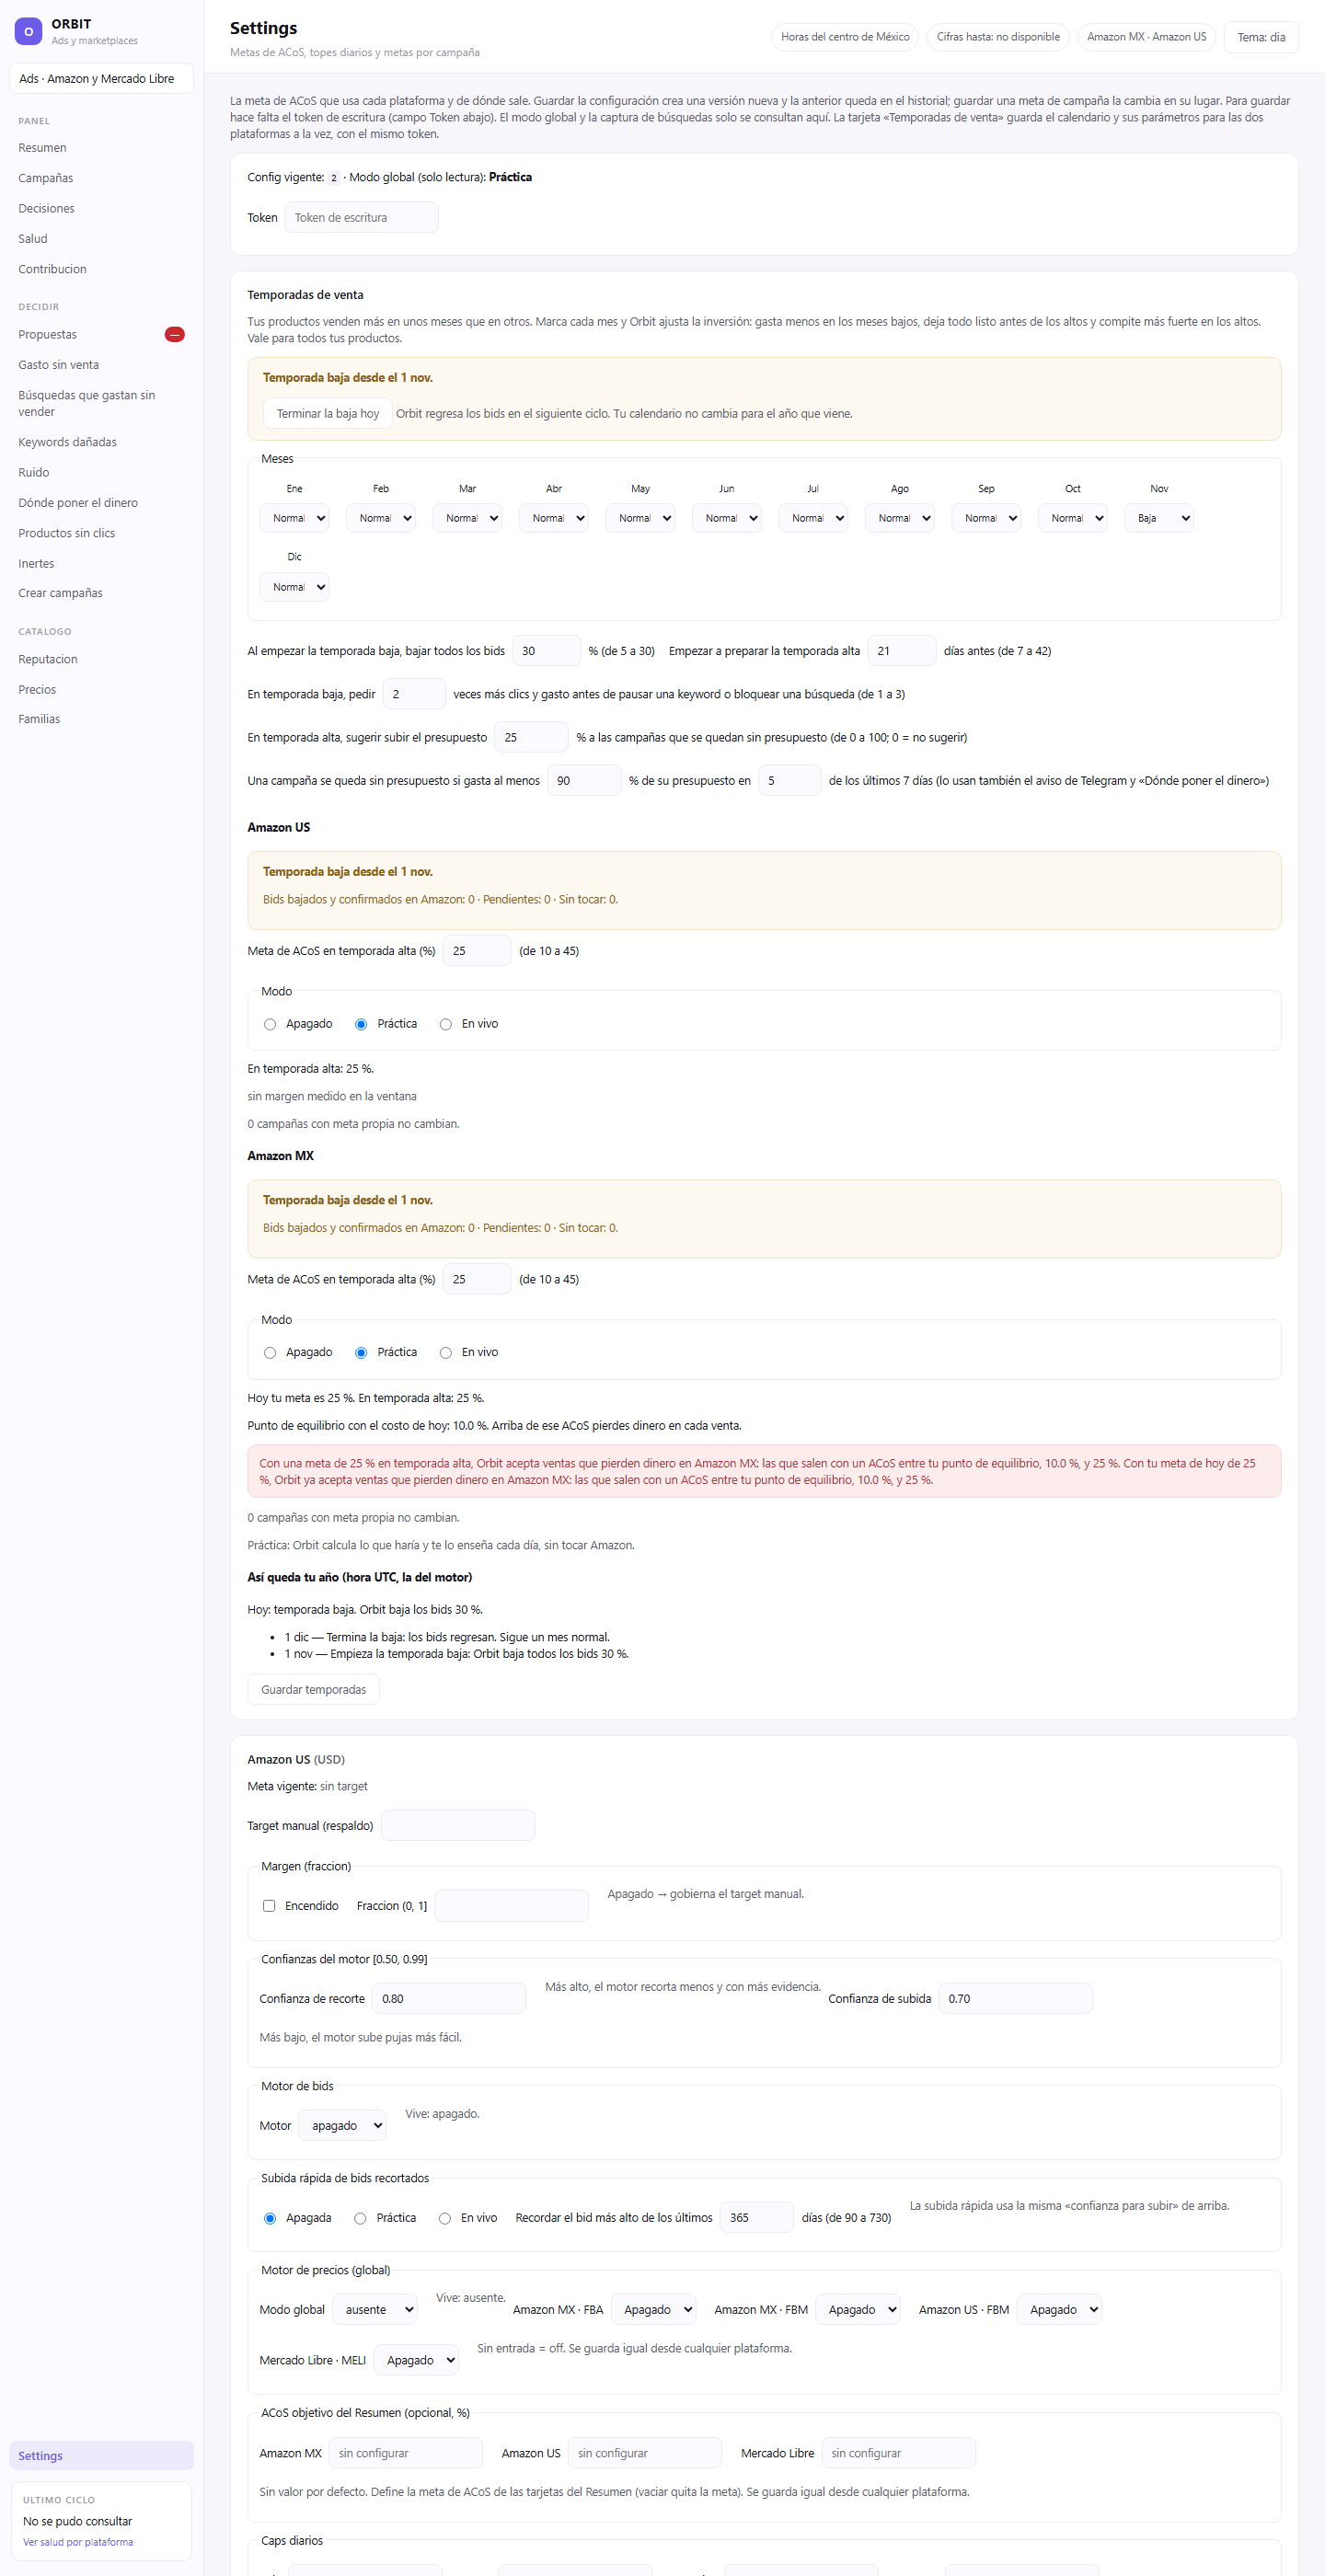 O
ORBIT
Ads y marketplaces
Ads · Amazon y Mercado Libre
PANEL
Resumen
Campañas
Decisiones
Salud
Contribucion
DECIDIR
Propuestas —
Gasto sin venta
Búsquedas que gastan sin
vender
Keywords dañadas
Ruido
Dónde poner el dinero
Productos sin clics
Inertes
Crear campañas
CATALOGO
Reputacion
Precios
Familias
Settings
ULTIMO CICLO
No se pudo consultar
Ver salud por plataforma
Settings
Metas de ACoS, topes diarios y metas por campaña
Horas del centro de México
Cifras hasta: no disponible
Amazon MX · Amazon US
Tema: dia
La meta de ACoS que usa cada plataforma y de dónde sale. Guardar la configuración crea una versión nueva y la anterior queda en el historial; guardar una meta de campaña la cambia en su lugar. Para guardar
hace falta el token de escritura (campo Token abajo). El modo global y la captura de búsquedas solo se consultan aquí. La tarjeta «Temporadas de venta» guarda el calendario y sus parámetros para las dos
plataformas a la vez, con el mismo token.
Config vigente: 2 · Modo global (solo lectura): Práctica
Token Token de escritura
Temporadas de venta
Tus productos venden más en unos meses que en otros. Marca cada mes y Orbit ajusta la inversión: gasta menos en los meses bajos, deja todo listo antes de los altos y compite más fuerte en los altos.
Vale para todos tus productos.
Temporada baja desde el 1 nov.
Terminar la baja hoy Orbit regresa los bids en el siguiente ciclo. Tu calendario no cambia para el año que viene.
Meses
Ene Feb Mar Abr May Jun Jul Ago Sep Oct Nov
Normal Normal Normal Normal Normal Normal Normal Normal Normal Normal Baja
Dic
Normal
Al empezar la temporada baja, bajar todos los bids 30 % (de 5 a 30) Empezar a preparar la temporada alta 21 días antes (de 7 a 42)
En temporada baja, pedir 2 veces más clics y gasto antes de pausar una keyword o bloquear una búsqueda (de 1 a 3)
En temporada alta, sugerir subir el presupuesto 25 % a las campañas que se quedan sin presupuesto (de 0 a 100; 0 = no sugerir)
Una campaña se queda sin presupuesto si gasta al menos 90 % de su presupuesto en 5 de los últimos 7 días (lo usan también el aviso de Telegram y «Dónde poner el dinero»)
Amazon US
Temporada baja desde el 1 nov.
Bids bajados y confirmados en Amazon: 0 · Pendientes: 0 · Sin tocar: 0.
Meta de ACoS en temporada alta (%) 25 (de 10 a 45)
Modo
Apagado Práctica En vivo
En temporada alta: 25 %.
sin margen medido en la ventana
0 campañas con meta propia no cambian.
Amazon MX
Temporada baja desde el 1 nov.
Bids bajados y confirmados en Amazon: 0 · Pendientes: 0 · Sin tocar: 0.
Meta de ACoS en temporada alta (%) 25 (de 10 a 45)
Modo
Apagado Práctica En vivo
Hoy tu meta es 25 %. En temporada alta: 25 %.
Punto de equilibrio con el costo de hoy: 10.0 %. Arriba de ese ACoS pierdes dinero en cada venta.
Con una meta de 25 % en temporada alta, Orbit acepta ventas que pierden dinero en Amazon MX: las que salen con un ACoS entre tu punto de equilibrio, 10.0 %, y 25 %. Con tu meta de hoy de 25
%, Orbit ya acepta ventas que pierden dinero en Amazon MX: las que salen con un ACoS entre tu punto de equilibrio, 10.0 %, y 25 %.
0 campañas con meta propia no cambian.
Práctica: Orbit calcula lo que haría y te lo enseña cada día, sin tocar Amazon.
Así queda tu año (hora UTC, la del motor)
Hoy: temporada baja. Orbit baja los bids 30 %.
• 1 dic — Termina la baja: los bids regresan. Sigue un mes normal.
• 1 nov — Empieza la temporada baja: Orbit baja todos los bids 30 %.
Guardar temporadas
Amazon US (USD)
Meta vigente: sin target
Target manual (respaldo)
Margen (fraccion)
Encendido Fraccion (0, 1] Apagado → gobierna el target manual.
Confianzas del motor [0.50, 0.99]
Confianza de recorte 0.80 Más alto, el motor recorta menos y con más evidencia. Confianza de subida 0.70
Más bajo, el motor sube pujas más fácil.
Motor de bids
Motor apagado Vive: apagado.
Subida rápida de bids recortados
Apagada Práctica En vivo Recordar el bid más alto de los últimos 365 días (de 90 a 730) La subida rápida usa la misma «confianza para subir» de arriba.
Motor de precios (global)
Modo global ausente Vive: ausente. Amazon MX · FBA Apagado Amazon MX · FBM Apagado Amazon US · FBM Apagado
Mercado Libre · MELI Apagado Sin entrada = off. Se guarda igual desde cualquier plataforma.
ACoS objetivo del Resumen (opcional, %)
Amazon MX sin configurar Amazon US sin configurar Mercado Libre sin configurar
Sin valor por defecto. Define la meta de ACoS de las tarjetas del Resumen (vaciar quita la meta). Se guarda igual desde cualquier plataforma.
Caps diarios